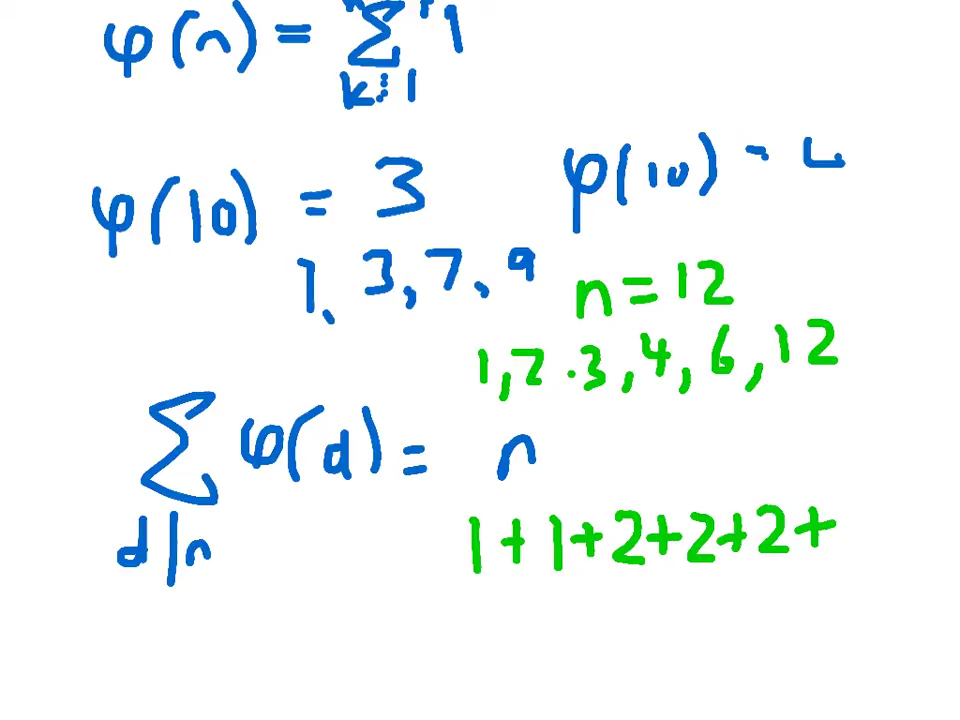 φ(n) = Σ 1
k=1
φ(10) = 3
φ(10) = 4
1, 3, 7, 9
n = 12
1, 2, 3, 4, 6, 12
Σ φ(d) = n
d|n
1 + 1 + 2 + 2 + 2 +